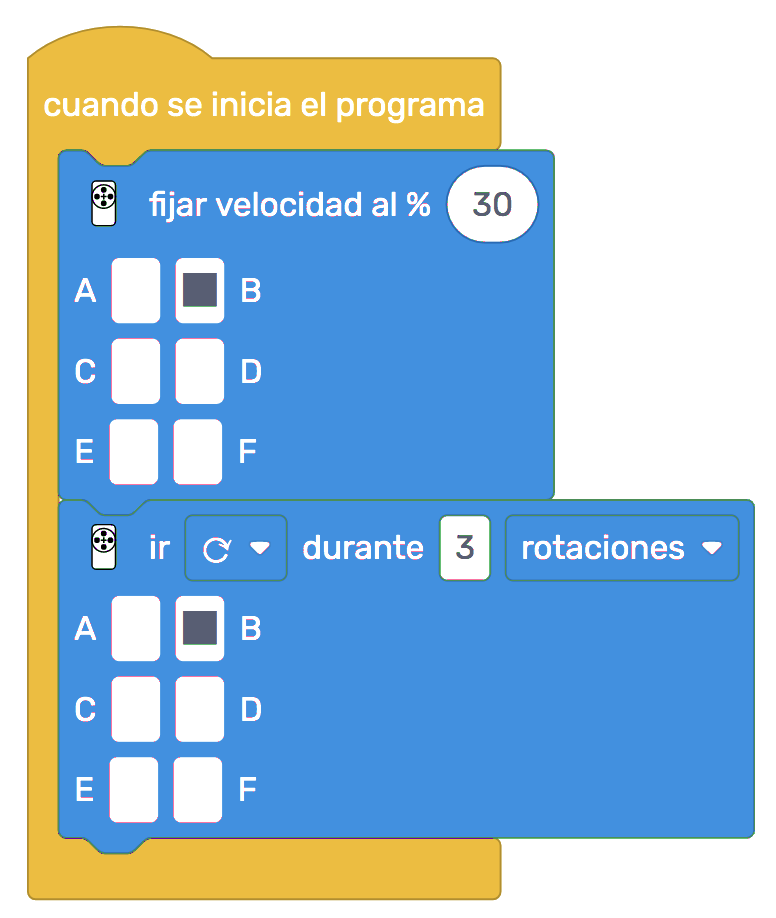 cuando se inicia el programa
fijar velocidad al % 30
A B
C D
E F
ir durante 3 rotaciones
A B
C D
E F